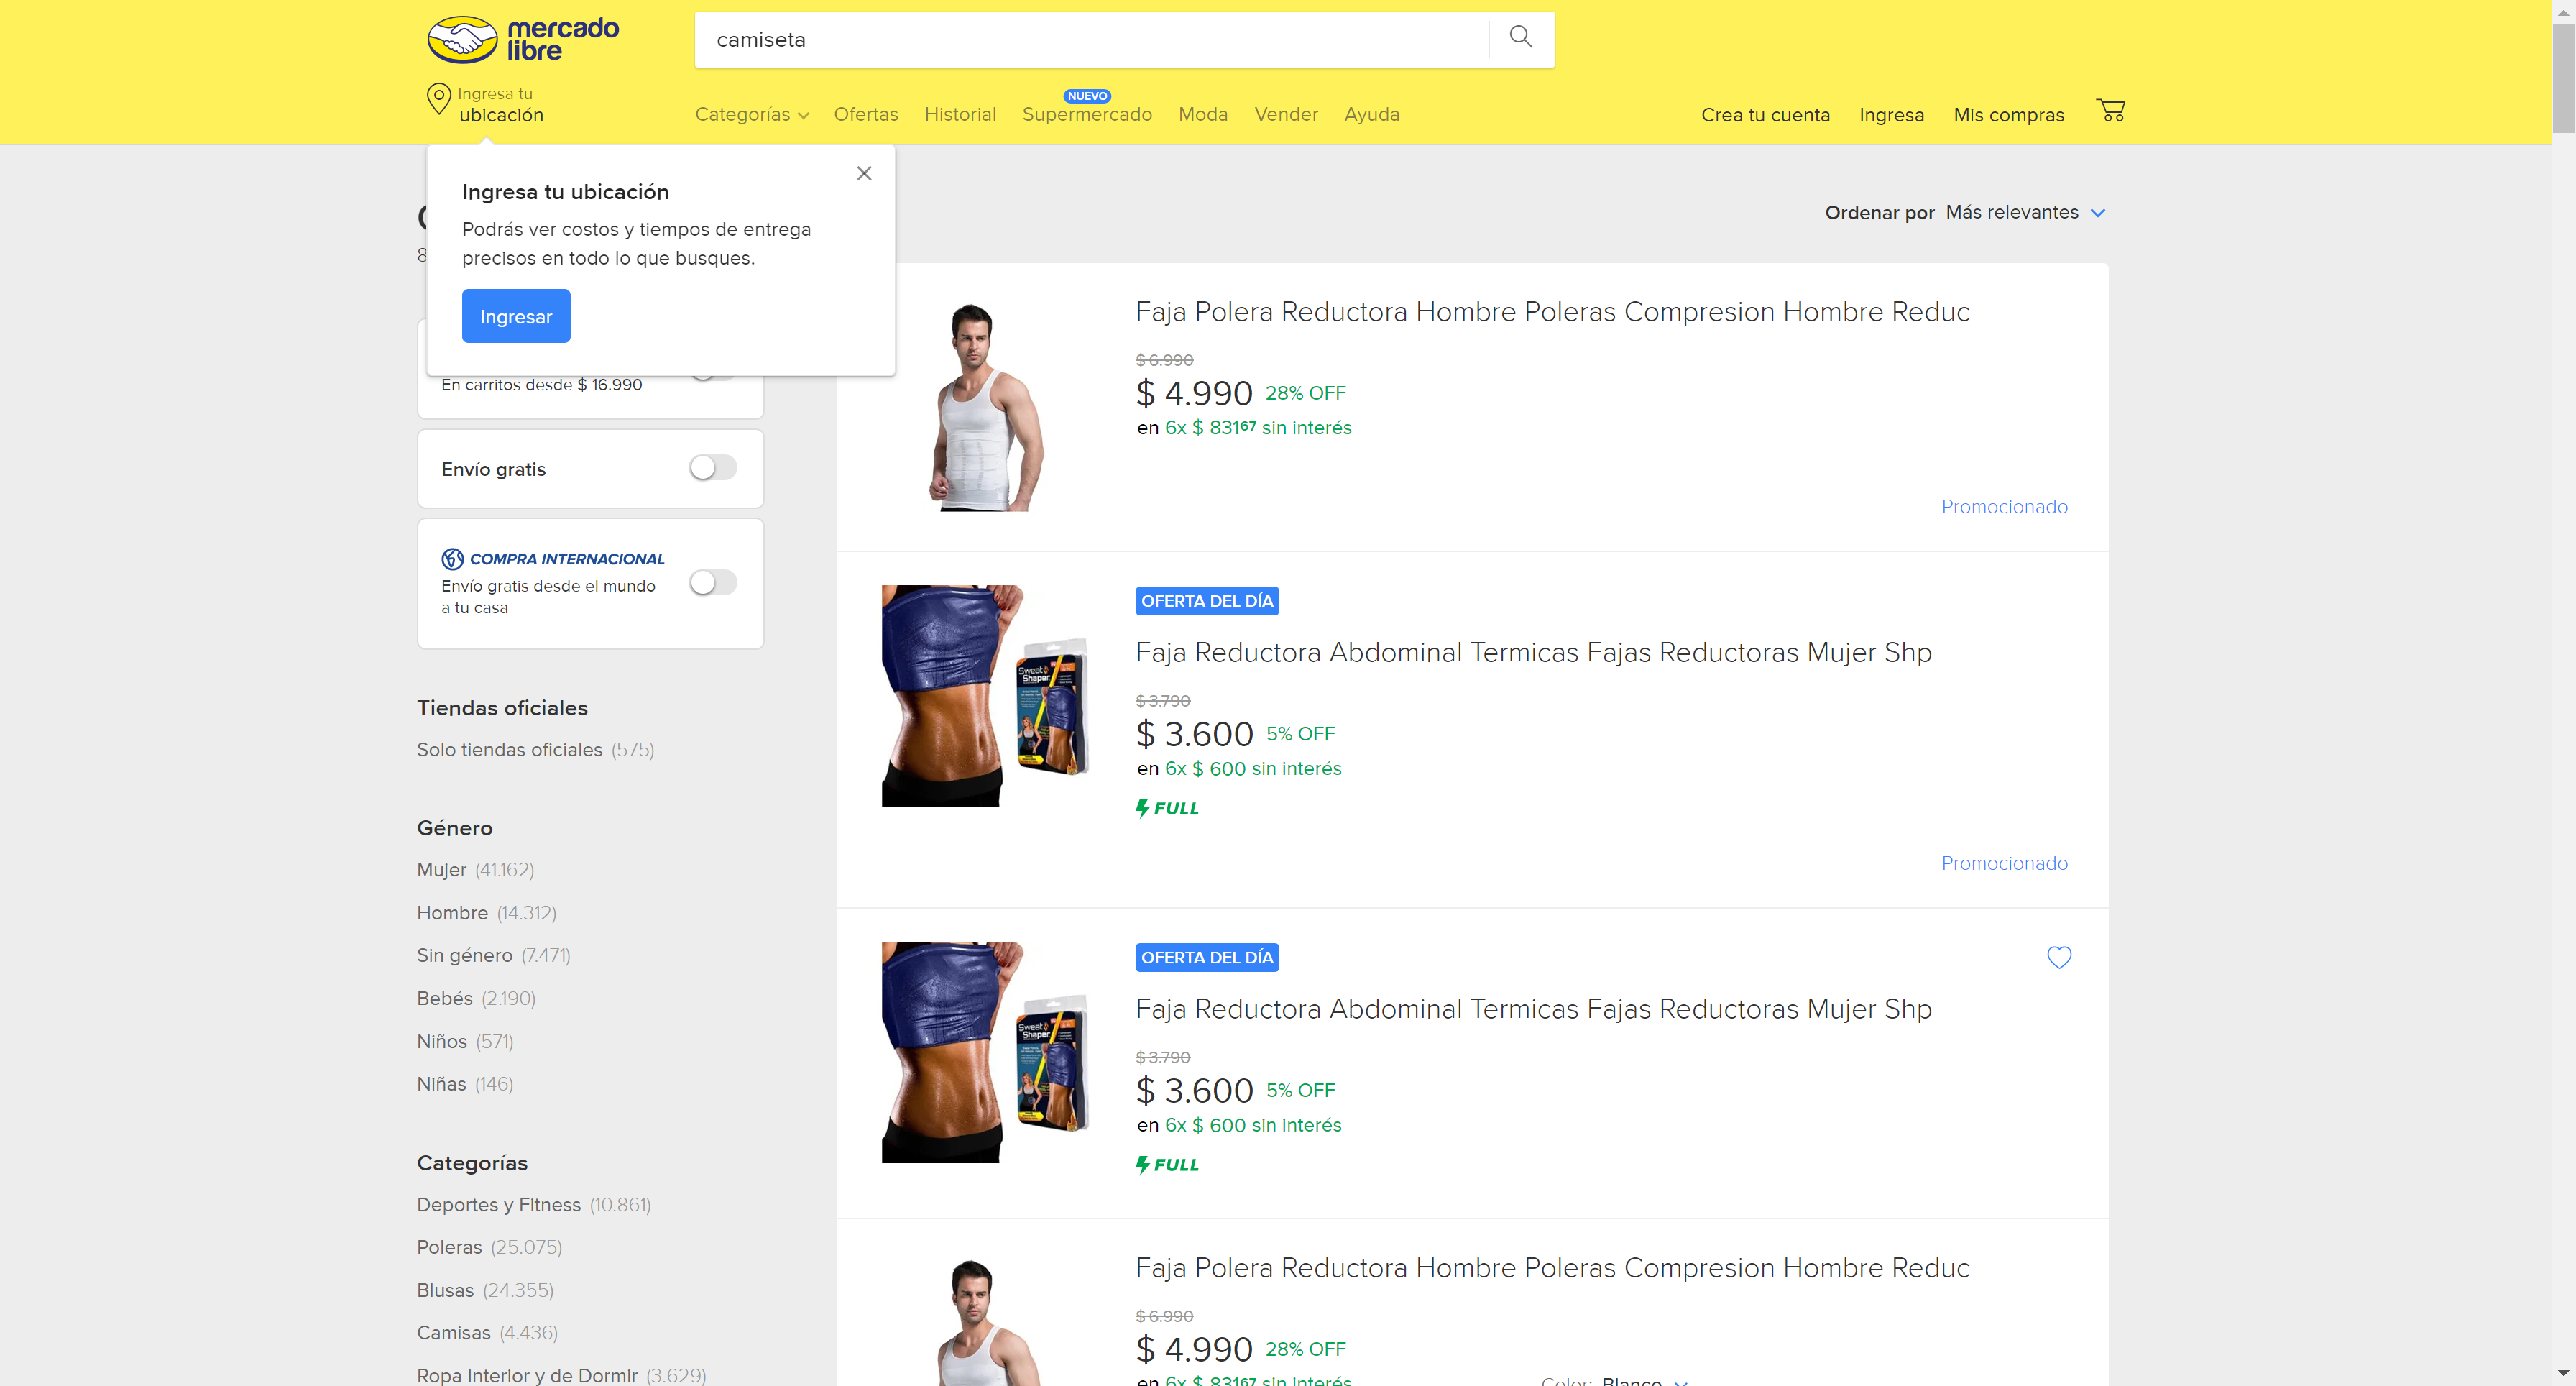 mercado
libre
camiseta
Ingresa tu
ubicación
Categorías
Ofertas
Historial
NUEVO
Supermercado
Moda
Vender
Ayuda
Crea tu cuenta
Ingresa
Mis compras
Ingresa tu ubicación
Podrás ver costos y tiempos de entrega
precisos en todo lo que busques.
Ingresar
Ordenar por Más relevantes
8
En carritos desde $ 16.990
Envío gratis
COMPRA INTERNACIONAL
Envío gratis desde el mundo
a tu casa
Tiendas oficiales
Solo tiendas oficiales (575)
Género
Mujer (41.162)
Hombre (14.312)
Sin género (7.471)
Bebés (2.190)
Niños (571)
Niñas (146)
Categorías
Deportes y Fitness (10.861)
Poleras (25.075)
Blusas (24.355)
Camisas (4.436)
Ropa Interior y de Dormir (3.629)
Faja Polera Reductora Hombre Poleras Compresion Hombre Reduc
$ 6.990
$ 4.990 28% OFF
en 6x $ 831⁶⁷ sin interés
Promocionado
Sweat
Shaper
OFERTA DEL DÍA
Faja Reductora Abdominal Termicas Fajas Reductoras Mujer Shp
$ 3.790
$ 3.600 5% OFF
en 6x $ 600 sin interés
FULL
Promocionado
Sweat
Shaper
OFERTA DEL DÍA
Faja Reductora Abdominal Termicas Fajas Reductoras Mujer Shp
$ 3.790
$ 3.600 5% OFF
en 6x $ 600 sin interés
FULL
Faja Polera Reductora Hombre Poleras Compresion Hombre Reduc
$ 6.990
$ 4.990 28% OFF
en 6x $ 831⁶⁷ sin interés
Color: Blanco